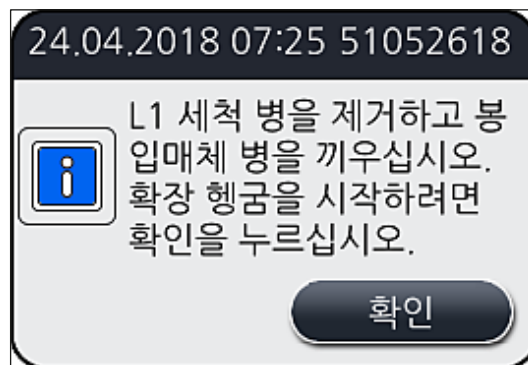 24.04.2018 07:25 51052618
L1 세척 병을 제거하고 봉
입매체 병을 끼우십시오.
확장 헹굼을 시작하려면
확인을 누르십시오.
확인